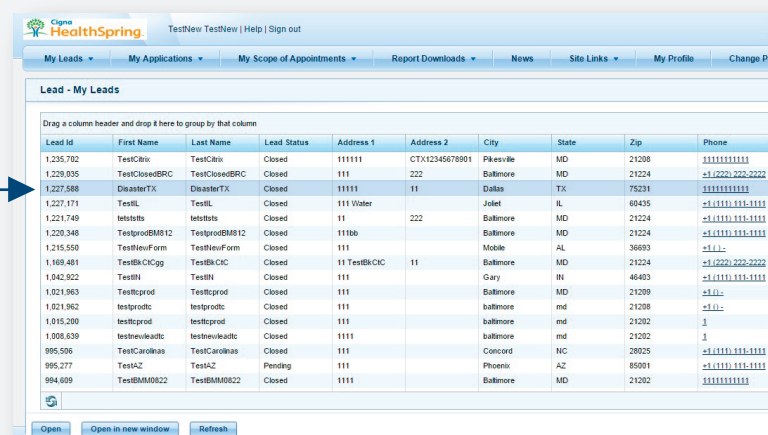 Cigna
HealthSpring. TestNew TestNew | Help | Sign out
My Leads My Applications My Scope of Appointments Report Downloads News Site Links My Profile Change P
Lead - My Leads
Drag a column header and drop it here to group by that column
Lead Id First Name Last Name Lead Status Address 1 Address 2 City State Zip Phone
1,235,702 TestCitrix TestCitrix Closed 111111 CTX12345678901 Pikesville MD 21208 11111111111
1,229,035 TestClosedBRC TestClosedBRC Closed 111 222 Baltimore MD 21224 +1 (222) 222-2222
1,227,588 DisasterTX DisasterTX Closed 11111 11 Dallas TX 75231 11111111111
1,227,171 TestIL TestIL Closed 111 Water Joliet IL 60435 +1 (111) 111-1111
1,221,749 tetststts tetsttsts Closed 11 222 Baltimore MD 21224 +1 (111) 111-1111
1,220,348 TestprodBM812 TestprodBM812 Closed 111bb Baltimore MD 21224 +1 (111) 111-1111
1,215,550 TestNewForm TestNewForm Closed 111 Mobile AL 36693 +1 ( ) -
1,169,481 TestBkCtCgg TestBkCtC Closed 11 TestBkCtC 11 Baltimore MD 21224 +1 (222) 222-2222
1,042,922 TestIN TestIN Closed 111 Gary IN 46403 +1 (111) 111-1111
1,021,963 Testtcprod Testtcprod Closed 111 Baltimore MD 21209 +1 () -
1,021,962 testprodtc testprodtc Closed 111 baltimore md 21208 +1 () -
1,015,200 testtcprod testtcprod Closed 111 baltimore md 21202 1
1,008,639 testnewleadtc testnewleadtc Closed 1111 baltimore md 21202 1
995,506 TestCarolinas TestCarolinas Closed 111 Concord NC 28025 +1 (111) 111-1111
995,277 TestAZ TestAZ Pending 111 Phoenix AZ 85001 +1 (111) 111-1111
994,609 TestBMM0822 TestBMM0822 Closed 1111 Baltimore MD 21202 11111111111
Open Open in new window Refresh